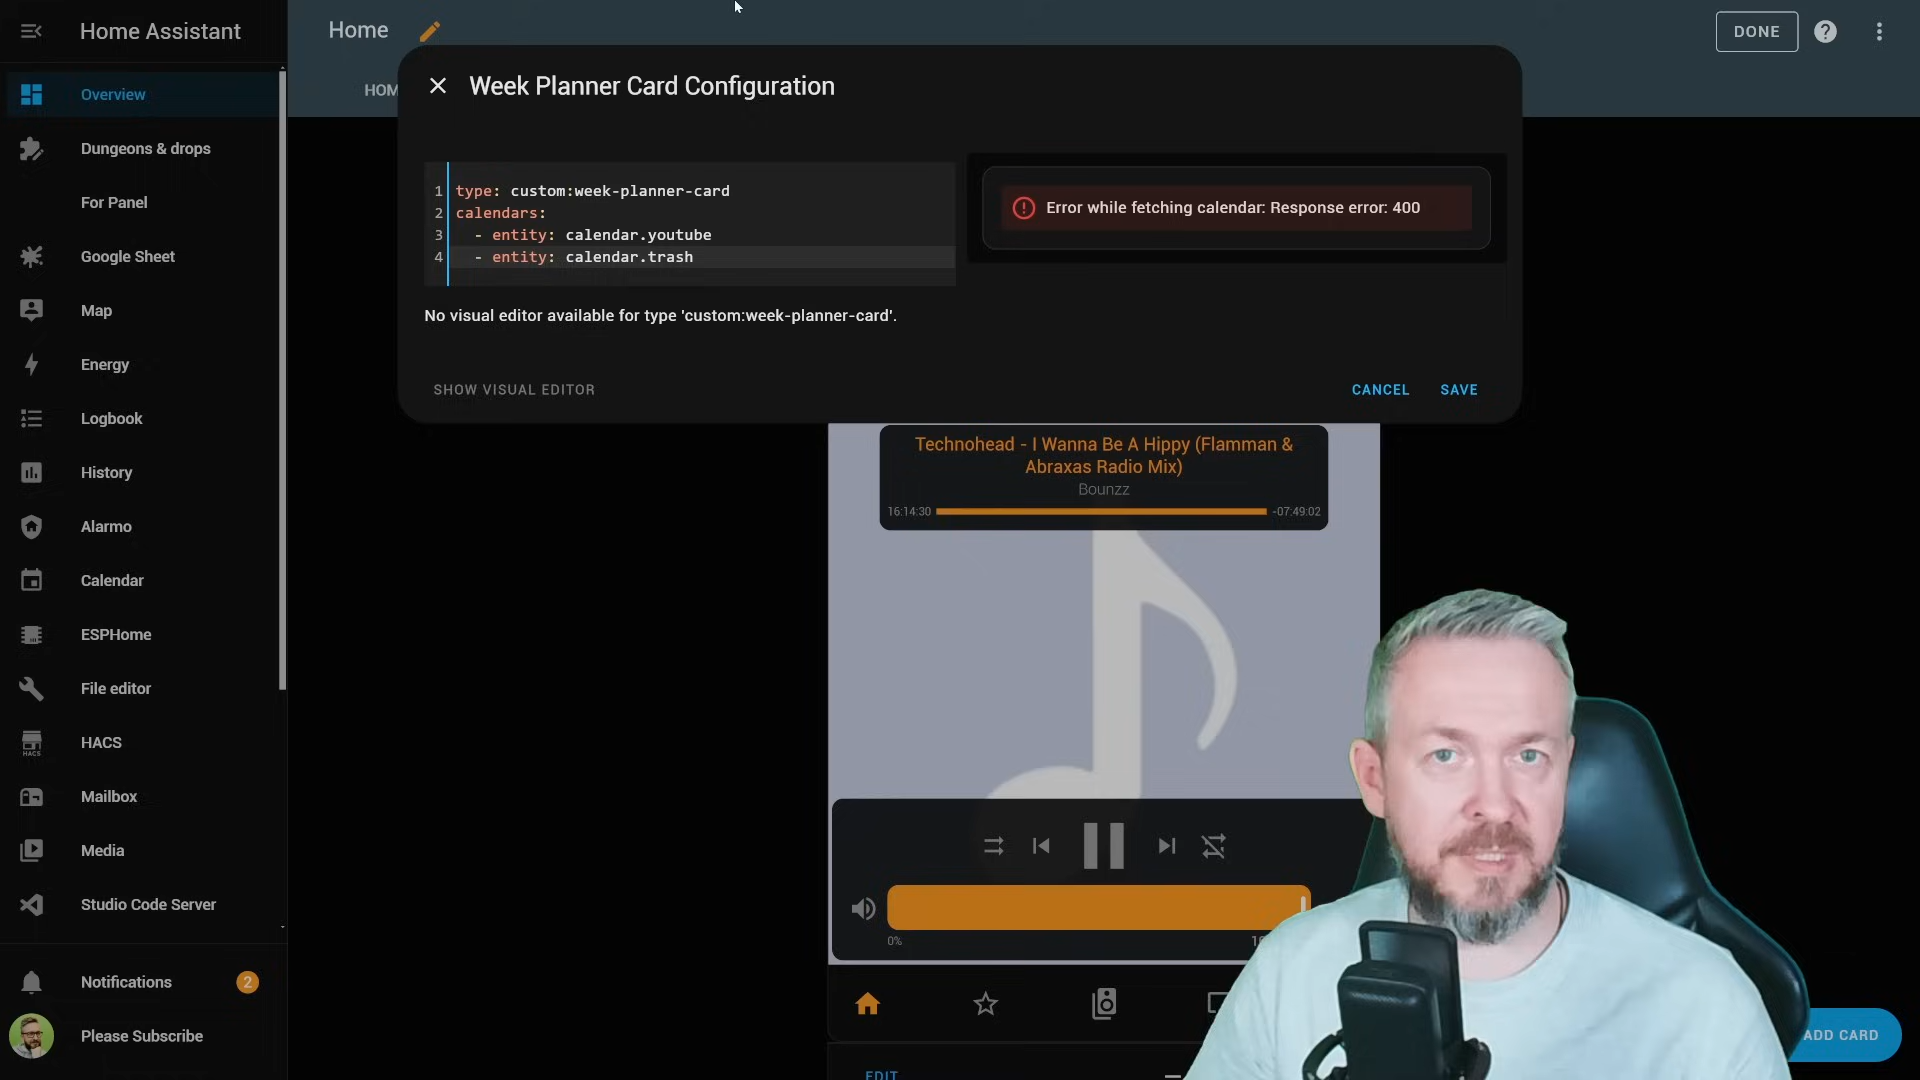 Home Assistant
Overview
Dungeons & drops
For Panel
Google Sheet
Map
Energy
Logbook
History
Alarmo
Calendar
ESPHome
File editor
HACS
HACS
Mailbox
Media
Studio Code Server
Notifications
2
Please Subscribe
Home
DONE
HOM
Week Planner Card Configuration
1 type: custom:week-planner-card
2 calendars:
3 - entity: calendar.youtube
4 - entity: calendar.trash
No visual editor available for type 'custom:week-planner-card'.
Error while fetching calendar: Response error: 400
SHOW VISUAL EDITOR
CANCEL
SAVE
Technohead - I Wanna Be A Hippy (Flamman &
Abraxas Radio Mix)
Bounzz
16:14:30
-07:49:02
0%
ADD CARD
EDIT